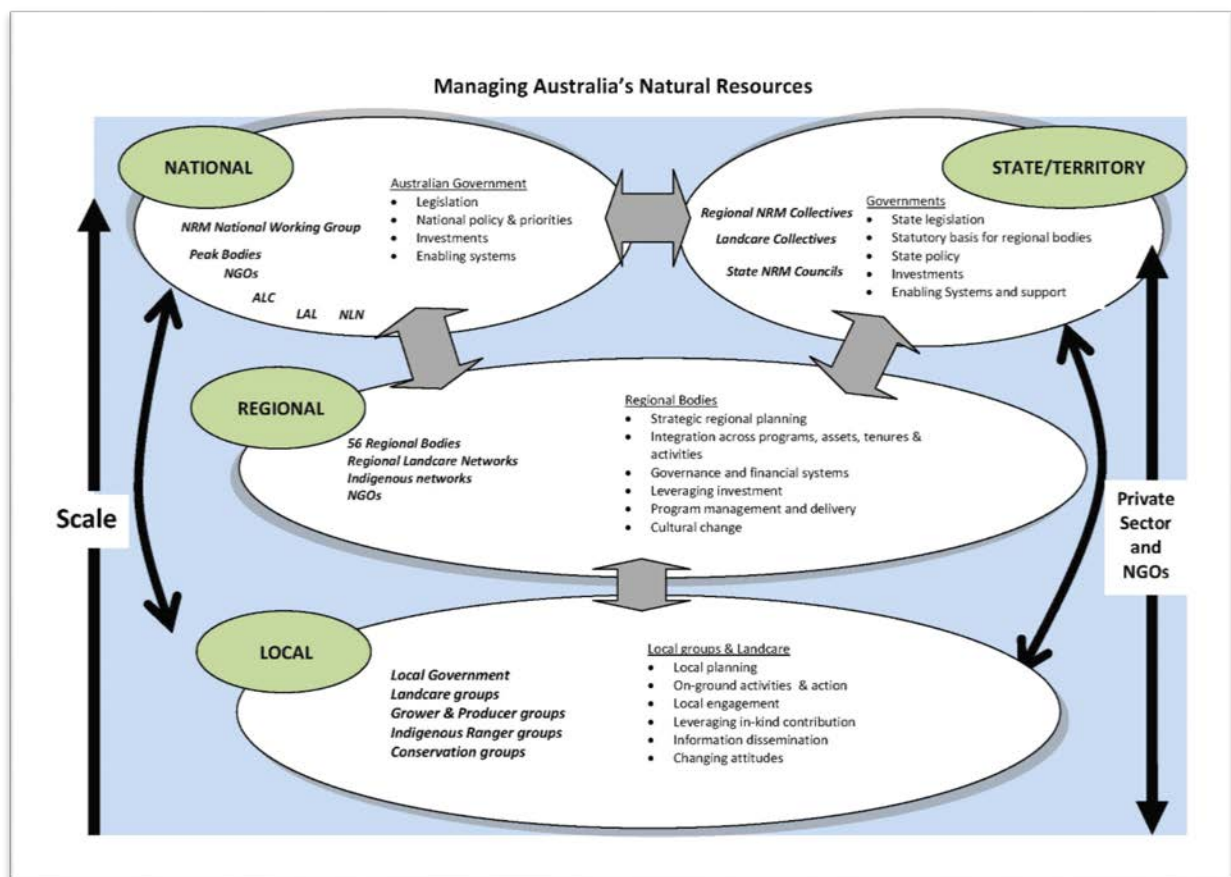 Managing Australia's Natural Resources
NATIONAL
NRM National Working Group
Peak Bodies
NGOs
ALC
LAL NLN
Australian Government
• Legislation
• National policy & priorities
• Investments
• Enabling systems
STATE/TERRITORY
Regional NRM Collectives
Landcare Collectives
State NRM Councils
Governments
• State legislation
• Statutory basis for regional bodies
• State policy
• Investments
• Enabling Systems and support
REGIONAL
56 Regional Bodies
Regional Landcare Networks
Indigenous networks
NGOs
Regional Bodies
• Strategic regional planning
• Integration across programs, assets, tenures &
activities
• Governance and financial systems
• Leveraging investment
• Program management and delivery
• Cultural change
Scale
Private
Sector
and
NGOs
LOCAL
Local Government
Landcare groups
Grower & Producer groups
Indigenous Ranger groups
Conservation groups
Local groups & Landcare
• Local planning
• On-ground activities & action
• Local engagement
• Leveraging in-kind contribution
• Information dissemination
• Changing attitudes